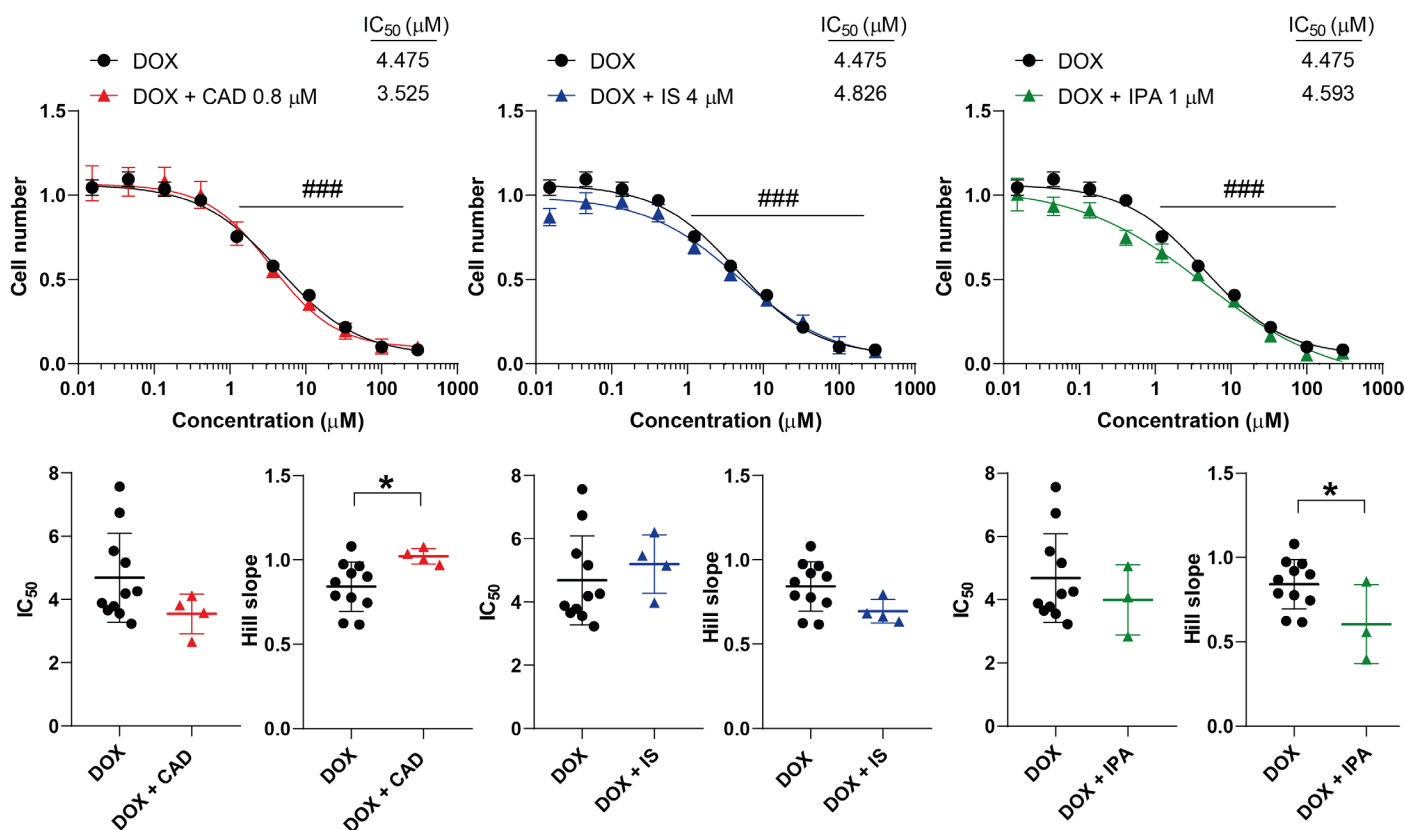 IC50 (μM)
DOX 4.475
DOX + CAD 0.8 μM 3.525
1.5
1.0
0.5
0.0
Cell number
###
0.01 0.1 1 10 100 1000
Concentration (μM)
IC50 (μM)
DOX 4.475
DOX + IS 4 μM 4.826
1.5
1.0
0.5
0.0
Cell number
###
0.01 0.1 1 10 100 1000
Concentration (μM)
IC50 (μM)
DOX 4.475
DOX + IPA 1 μM 4.593
1.5
1.0
0.5
0.0
Cell number
###
0.01 0.1 1 10 100 1000
Concentration (μM)
8
6
4
2
0
IC50
DOX
DOX + CAD
1.5
1.0
0.5
0.0
Hill slope
*
DOX
DOX + CAD
8
6
4
2
0
IC50
DOX
DOX + IS
1.5
1.0
0.5
0.0
Hill slope
DOX
DOX + IS
8
6
4
2
0
IC50
DOX
DOX + IPA
1.5
1.0
0.5
0.0
Hill slope
*
DOX
DOX + IPA